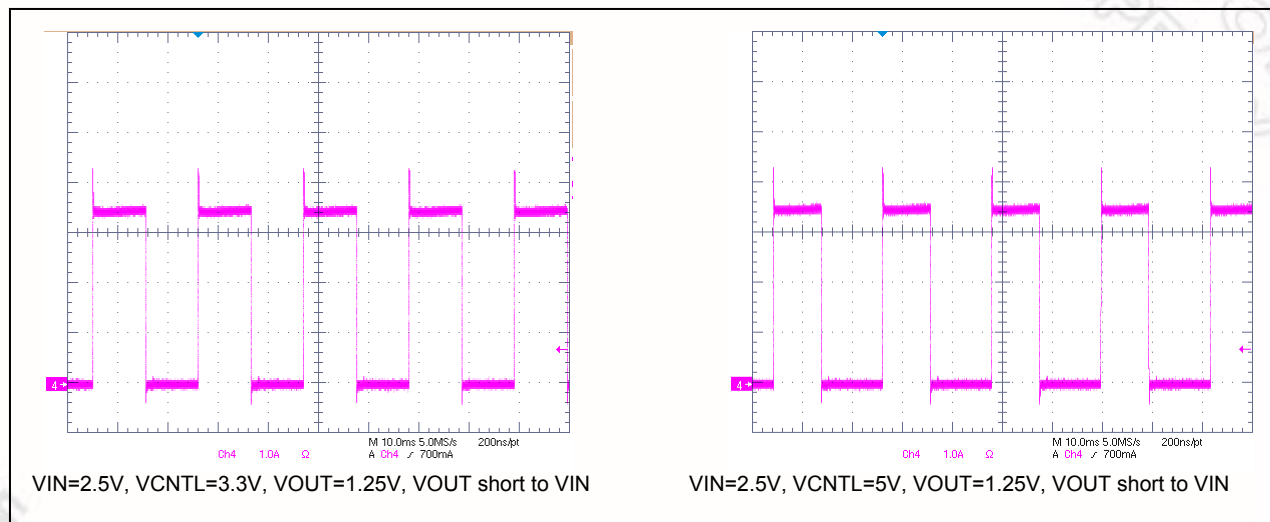 4
M 10.0ms 5.0MS/s 200ns/pt
Ch4 1.0A Ω A Ch4 700mA
VIN=2.5V, VCNTL=3.3V, VOUT=1.25V, VOUT short to VIN
4
M 10.0ms 5.0MS/s 200ns/pt
Ch4 1.0A Ω A Ch4 700mA
VIN=2.5V, VCNTL=5V, VOUT=1.25V, VOUT short to VIN